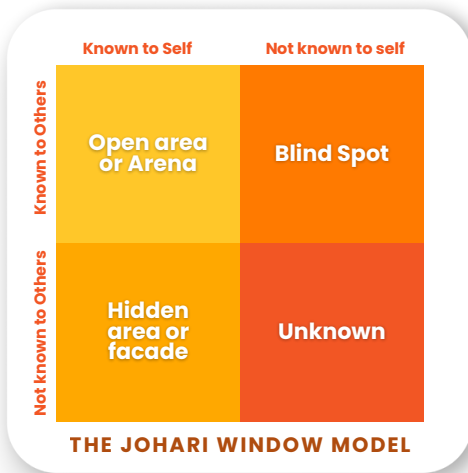 Known to Self
Not known to self
Known to Others
Open area
or Arena
Blind Spot
Not known to Others
Hidden
area or
facade
Unknown
THE JOHARI WINDOW MODEL